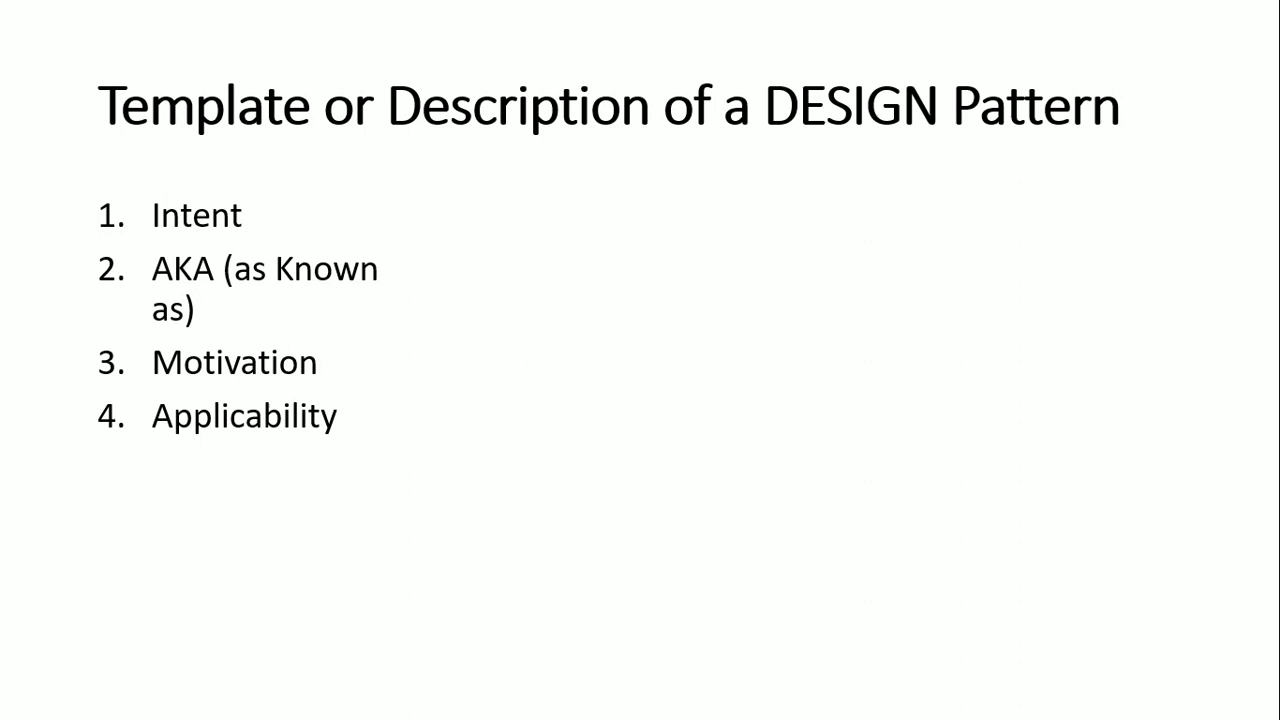 Template or Description of a DESIGN Pattern
1. Intent
2. AKA (as Known
as)
3. Motivation
4. Applicability